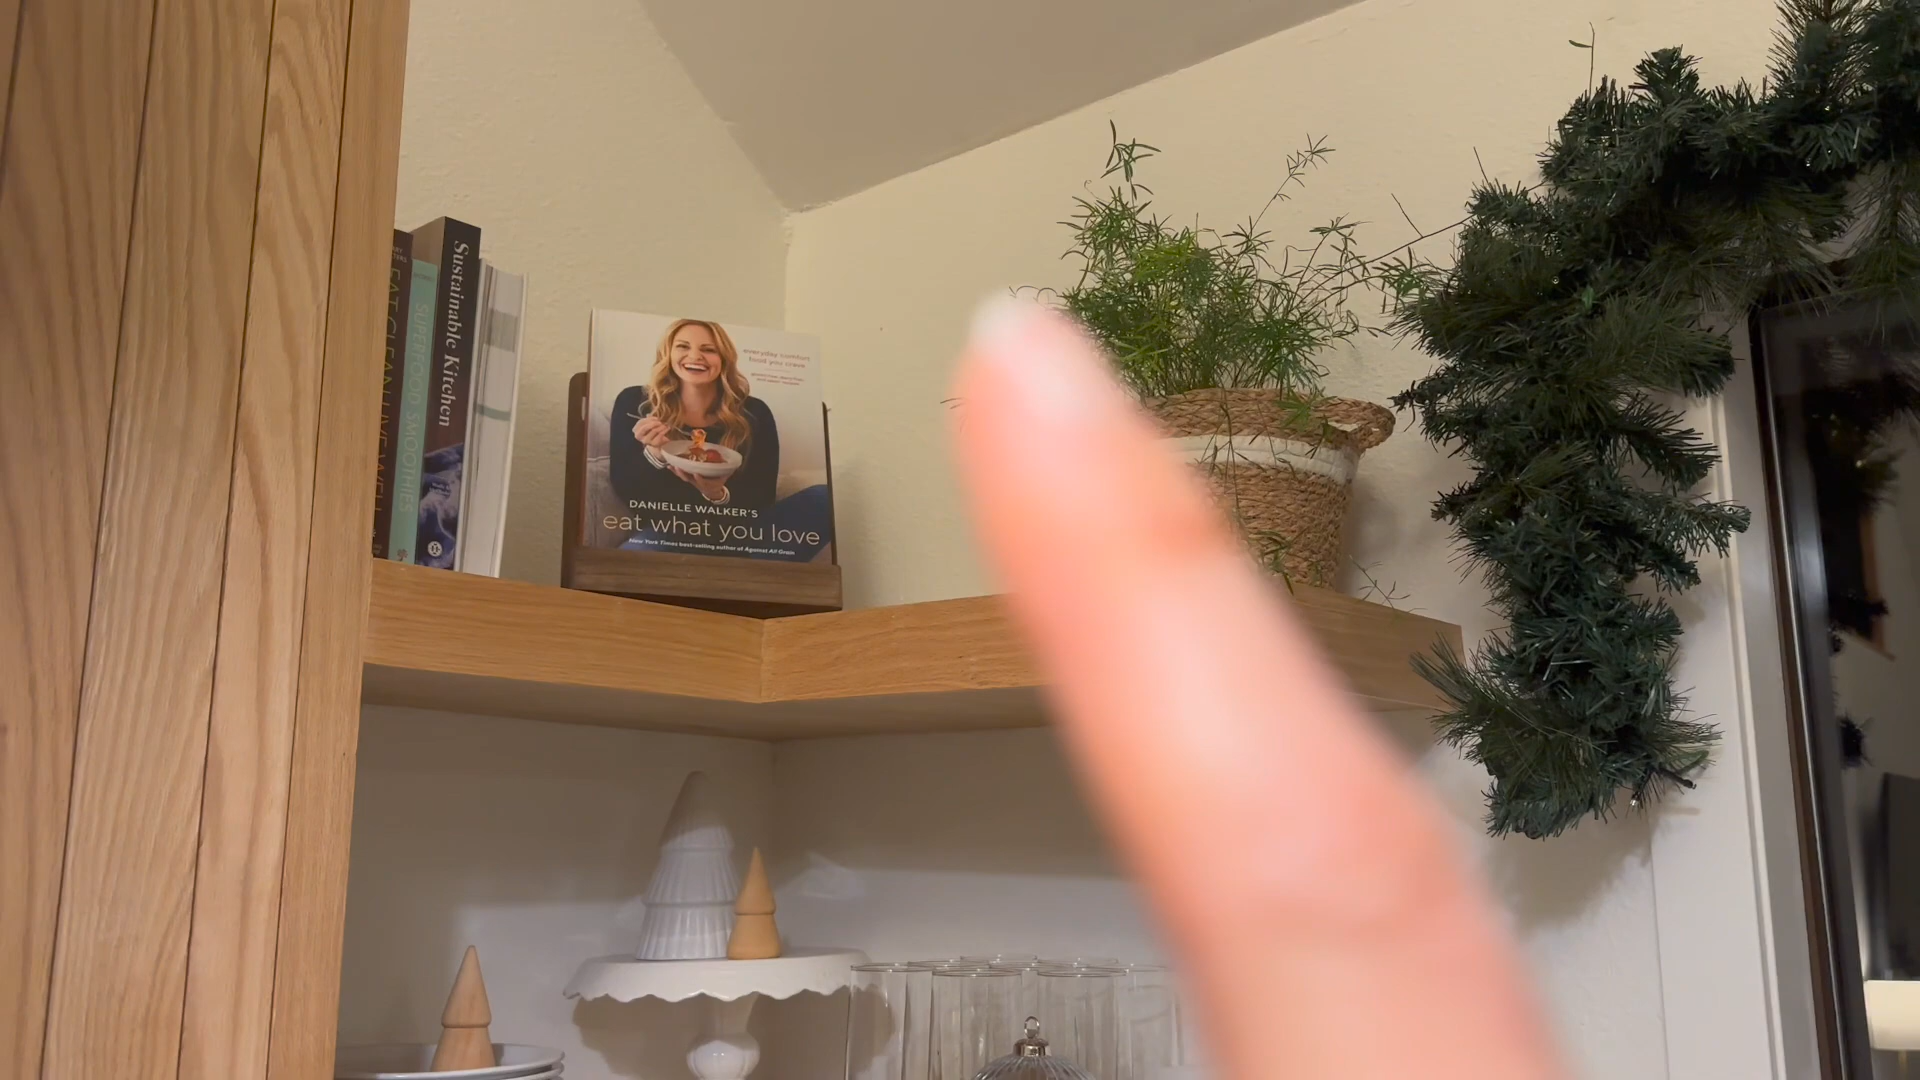 EAT CLEAN LIVE WELL
SUPERFOOD SMOOTHIES
Sustainable Kitchen
everyday comfort
food you crave
DANIELLE WALKER'S
eat what you love
New York Times best-selling author of Against All Grain